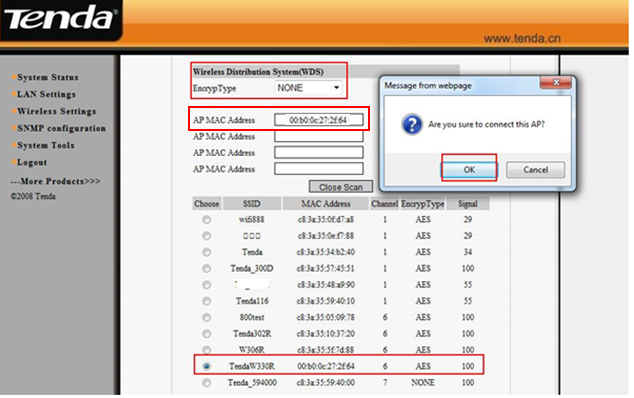 Tenda
www.tenda.cn
System Status
LAN Settings
Wireless Settings
SNMP configuration
System Tools
Logout
---More Products>>>
©2008 Tenda
Wireless Distribution System(WDS)
EncrypType NONE
AP MAC Address 00:b0:0c:27:2f:64
AP MAC Address
AP MAC Address
AP MAC Address
Close Scan
Message from webpage
Are you sure to connect this AP?
OK Cancel
Choose SSID MAC Address Channel EncrypType Signal
wifi888 c8:3a:35:0f:d7:a8 1 AES 29
□□□ c8:3a:35:0e:f7:88 1 AES 29
Tenda c8:3a:35:34:b2:40 1 AES 34
Tenda_300D c8:3a:35:57:45:51 1 AES 100
_ c8:3a:35:48:a9:90 1 AES 55
Tenda116 c8:3a:35:59:40:10 1 AES 55
800test c8:3a:35:05:09:78 6 AES 100
Tenda302R c8:3a:35:10:37:20 6 AES 100
W306R c8:3a:35:5f:7d:88 6 AES 100
TendaW330R 00:b0:0c:27:2f:64 6 AES 100
Tenda_594000 c8:3a:35:59:40:00 7 NONE 100